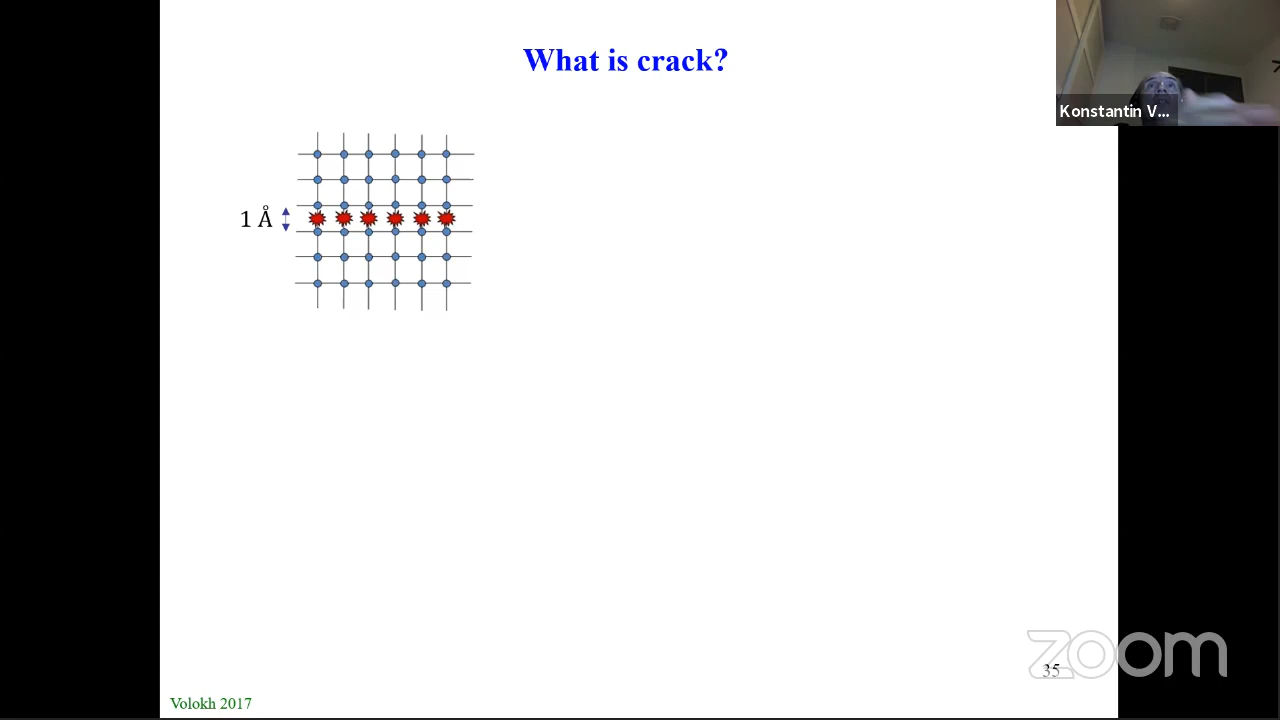 What is crack?
Konstantin V...
1 Å
zoom
35
Volokh 2017